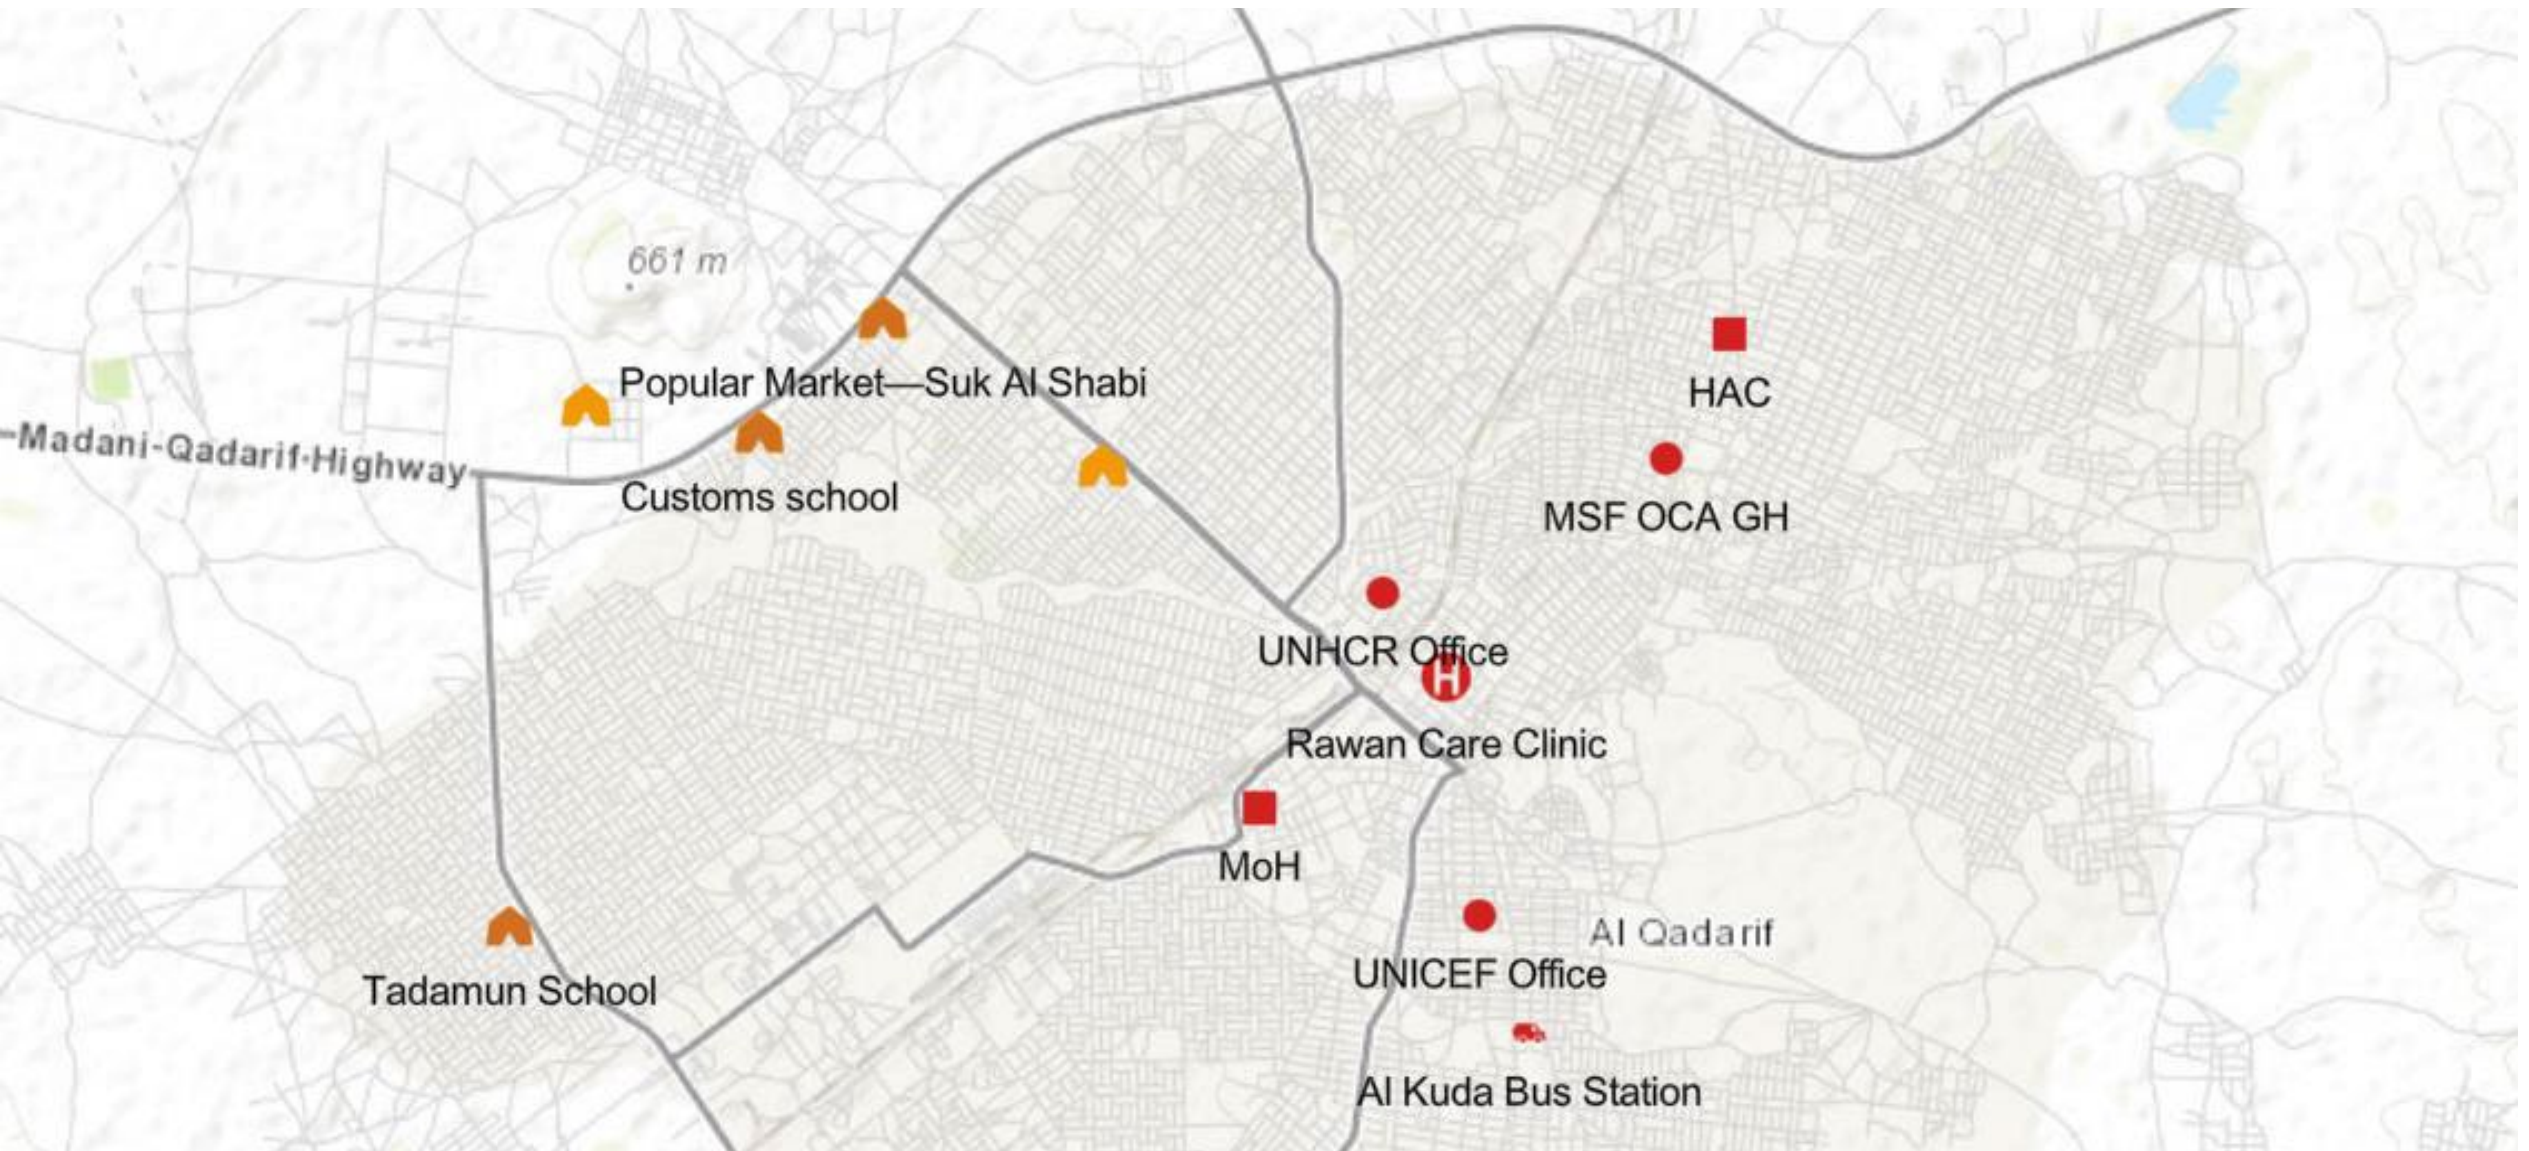 661 m
Popular Market—Suk Al Shabi
HAC
Madani-Qadarif-Highway
Customs school
MSF OCA GH
UNHCR Office
H
Rawan Care Clinic
MoH
Al Qadarif
UNICEF Office
Tadamun School
Al Kuda Bus Station